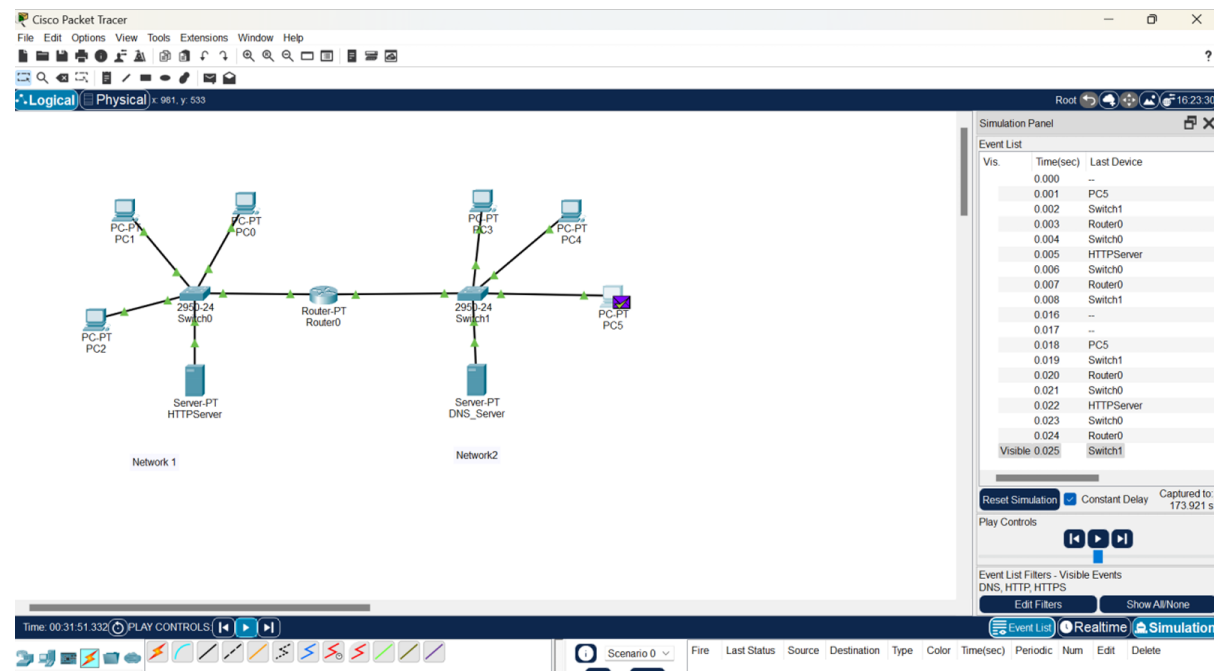 Cisco Packet Tracer
File Edit Options View Tools Extensions Window Help
?
Logical Physical x: 981, y: 533 Root 16:23:30
Simulation Panel
Event List
Vis. Time(sec) Last Device
0.000 --
0.001 PC5
0.002 Switch1
0.003 Router0
0.004 Switch0
0.005 HTTPServer
0.006 Switch0
0.007 Router0
0.008 Switch1
0.016 --
0.017 --
0.018 PC5
0.019 Switch1
0.020 Router0
0.021 Switch0
0.022 HTTPServer
0.023 Switch0
0.024 Router0
Visible 0.025 Switch1
PC-PT
PC1
PC-PT
PC0
PC-PT
PC3
PC-PT
PC4
2950-24
Switch0
Router-PT
Router0
2950-24
Switch1
PC-PT
PC5
PC-PT
PC2
Server-PT
HTTPServer
Server-PT
DNS_Server
Network 1
Network2
Reset Simulation Constant Delay Captured to:
173.921 s
Play Controls
Event List Filters - Visible Events
DNS, HTTP, HTTPS
Edit Filters Show All/None
Time: 00:31:51.332 PLAY CONTROLS: Event List Realtime Simulation
Scenario 0 Fire Last Status Source Destination Type Color Time(sec) Periodic Num Edit Delete